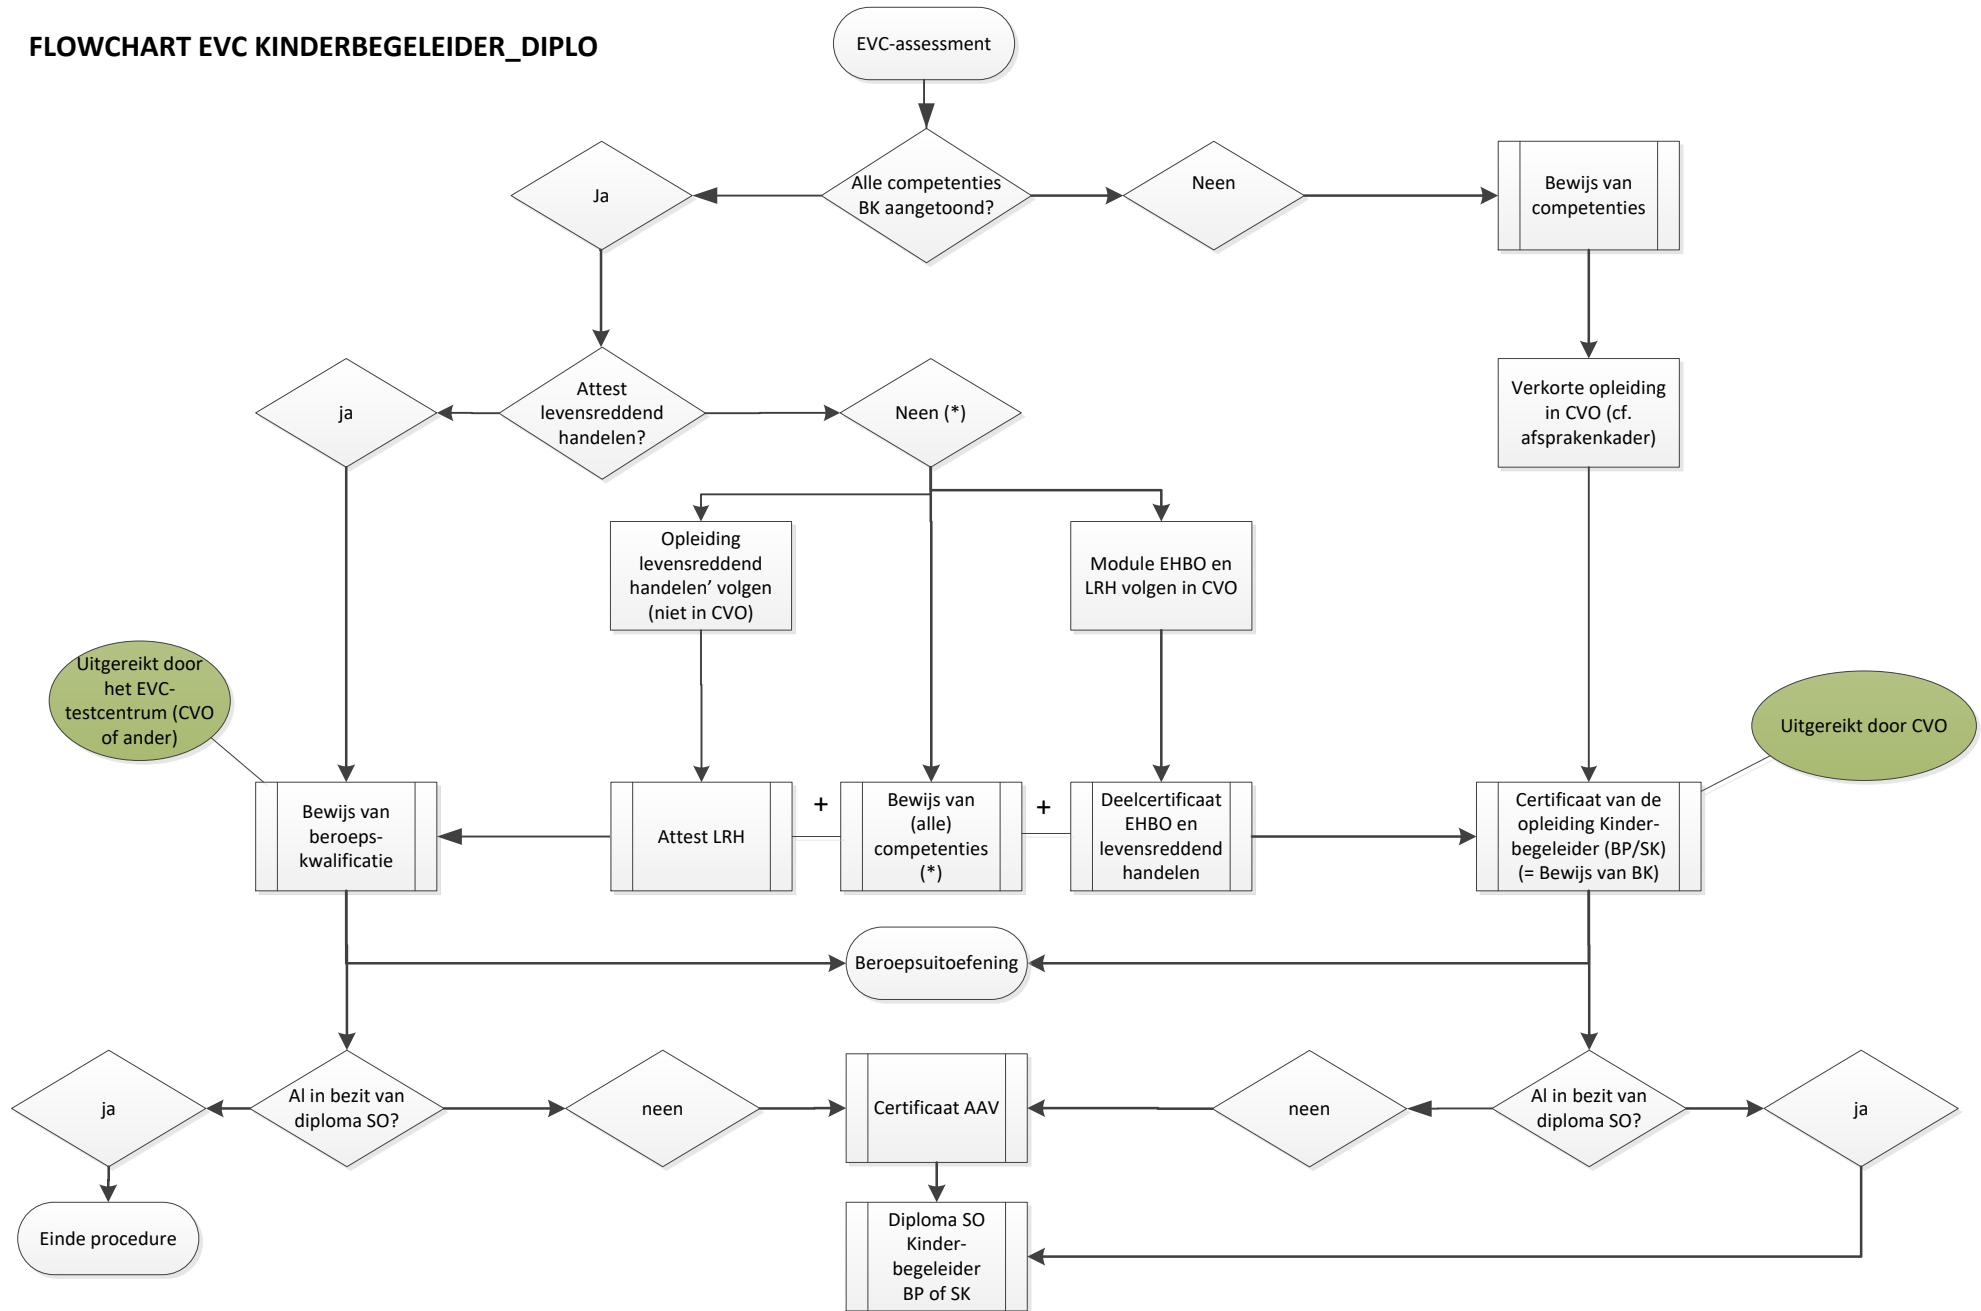 FLOWCHART EVC KINDERBEGELEIDER_DIPLO
EVC-assessment
Ja
Alle competenties
BK aangetoond?
Neen
Bewijs van
competenties
ja
Attest
levensreddend
handelen?
Neen (*)
Verkorte opleiding
in CVO (cf.
afsprakenkader)
Opleiding
levensreddend
handelen’ volgen
(niet in CVO)
Module EHBO en
LRH volgen in CVO
Uitgereikt door
het EVC-
testcentrum (CVO
of ander)
Uitgereikt door CVO
Bewijs van
beroeps-
kwalificatie
Attest LRH
+
Bewijs van
(alle)
competenties
(*)
+
Deelcertificaat
EHBO en
levensreddend
handelen
Certificaat van de
opleiding Kinder-
begeleider (BP/SK)
(= Bewijs van BK)
Beroepsuitoefening
ja
Al in bezit van
diploma SO?
neen
Certificaat AAV
neen
Al in bezit van
diploma SO?
ja
Einde procedure
Diploma SO
Kinder-
begeleider
BP of SK